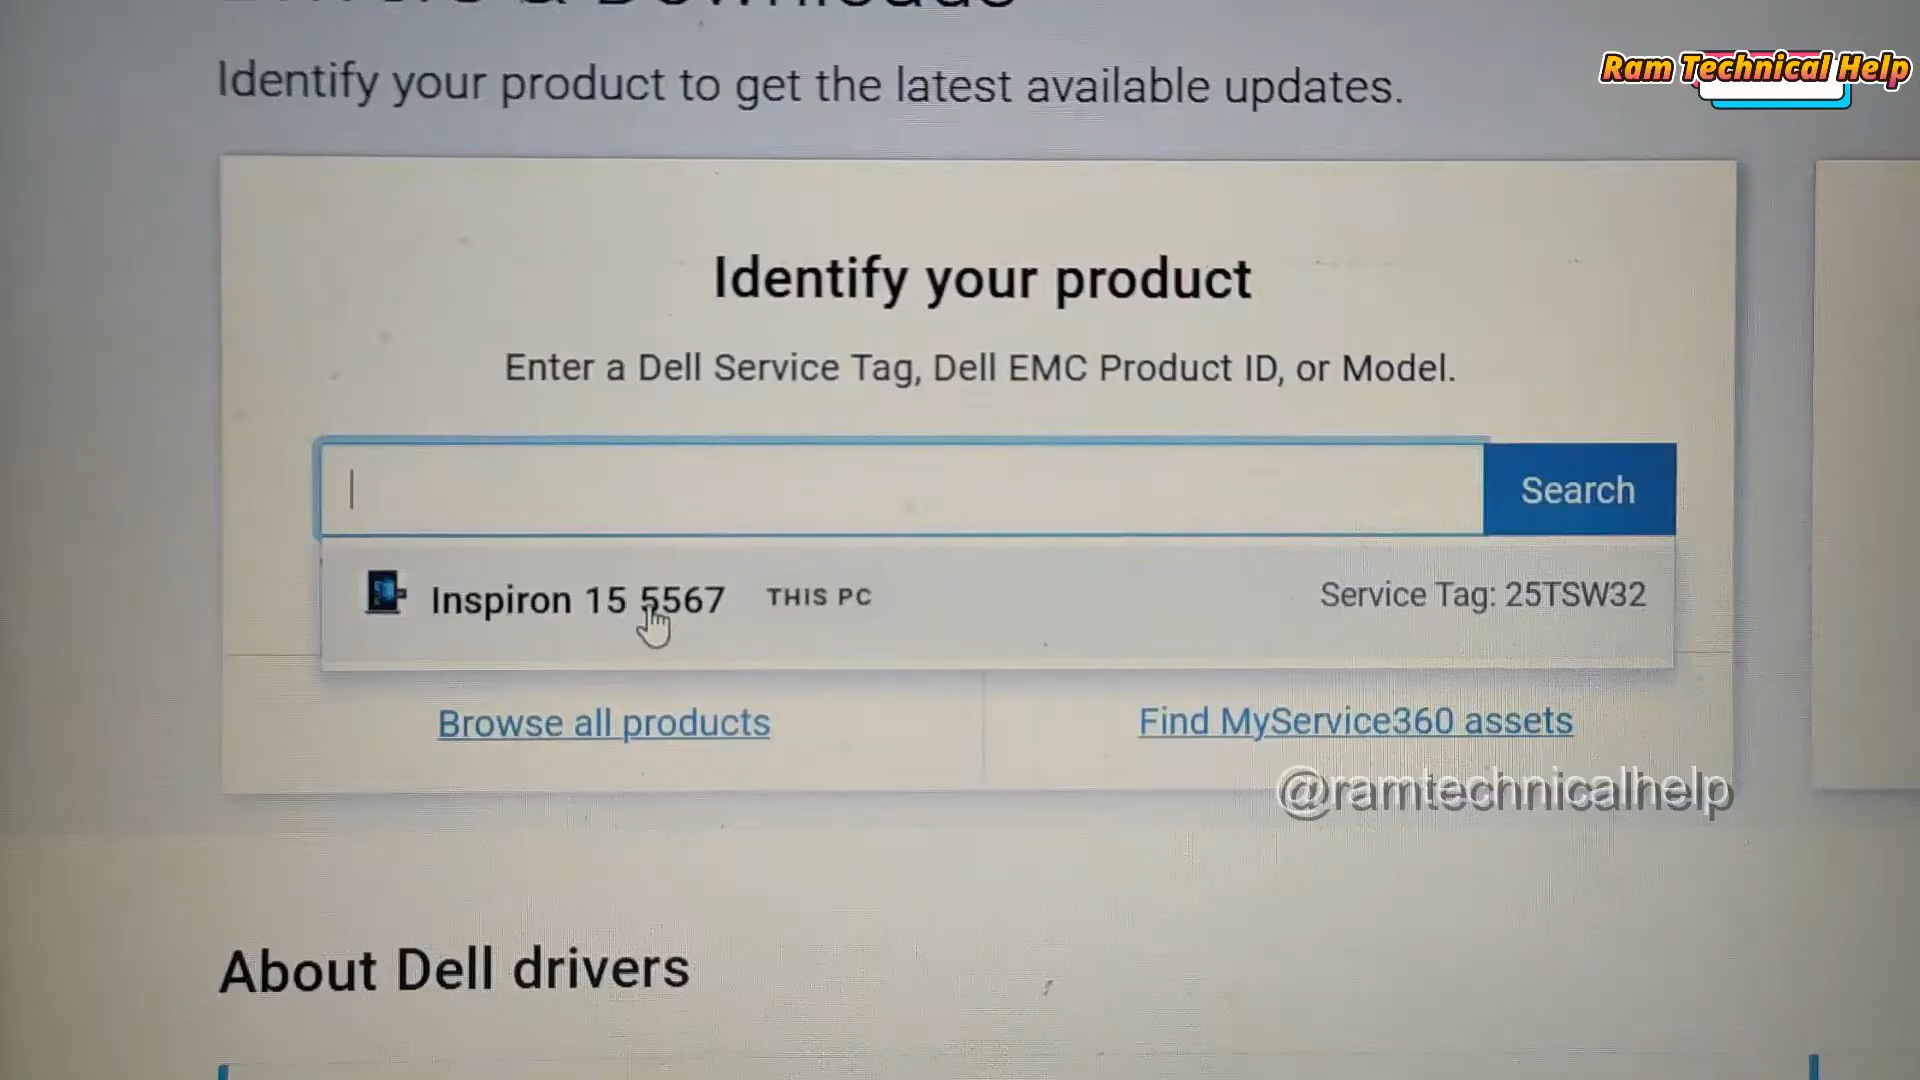 Drivers & Downloads
Identify your product to get the latest available updates.
Ram Technical Help
Identify your product
Enter a Dell Service Tag, Dell EMC Product ID, or Model.
Search
Inspiron 15 5567 THIS PC Service Tag: 25TSW32
Browse all products Find MyService360 assets
@ramtechnicalhelp
About Dell drivers